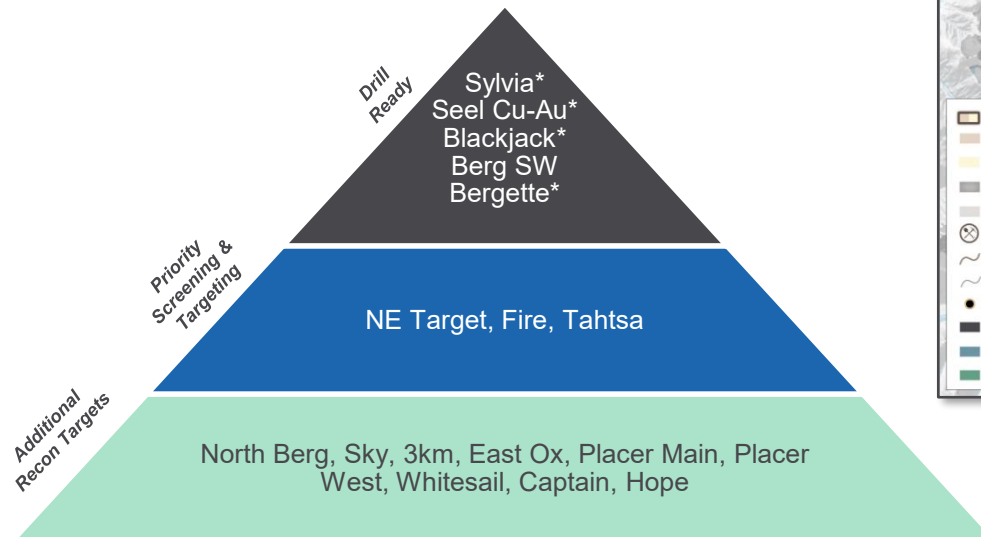 Drill
Ready
Sylvia*
Seel Cu-Au*
Blackjack*
Berg SW
Bergette*
Priority
Screening &
Targeting
NE Target, Fire, Tahtsa
Additional
Recon Targets
North Berg, Sky, 3km, East Ox, Placer Main, Placer
West, Whitesail, Captain, Hope